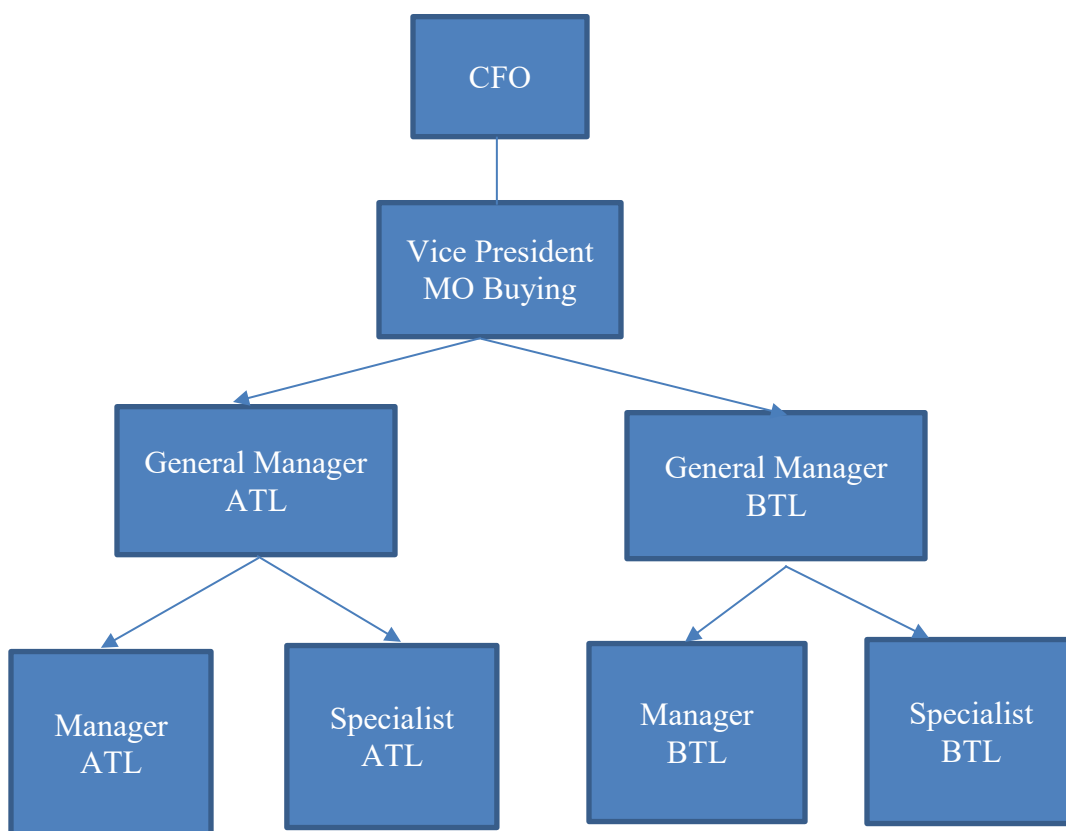 CFO
Vice President
MO Buying
General Manager
ATL
General Manager
BTL
Manager
ATL
Specialist
ATL
Manager
BTL
Specialist
BTL